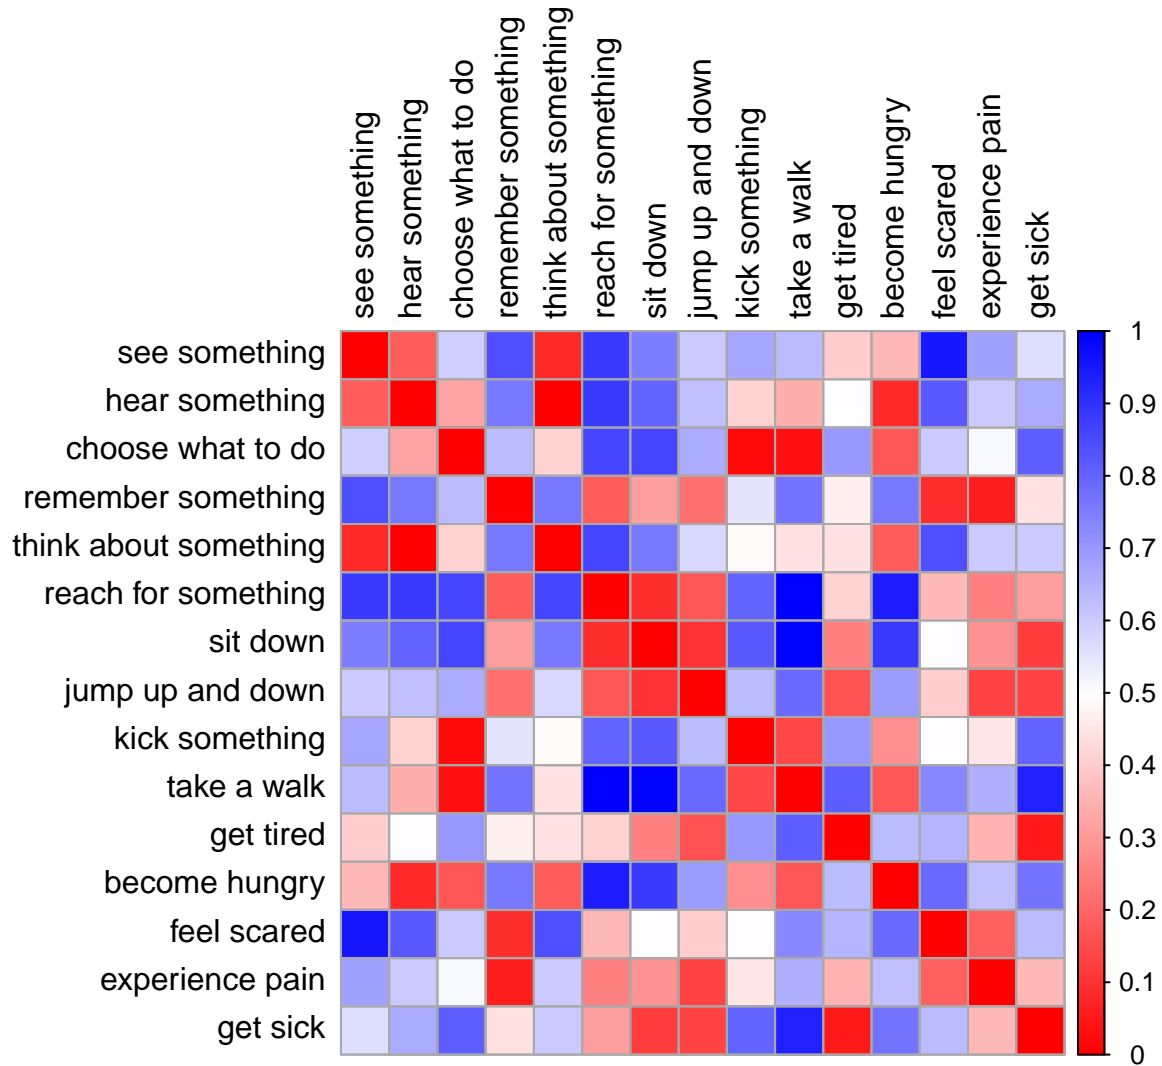 see something
hear something
choose what to do
remember something
think about something
reach for something
sit down
jump up and down
kick something
take a walk
get tired
become hungry
feel scared
experience pain
get sick
see something
hear something
choose what to do
remember something
think about something
reach for something
sit down
jump up and down
kick something
take a walk
get tired
become hungry
feel scared
experience pain
get sick
1
0.9
0.8
0.7
0.6
0.5
0.4
0.3
0.2
0.1
0